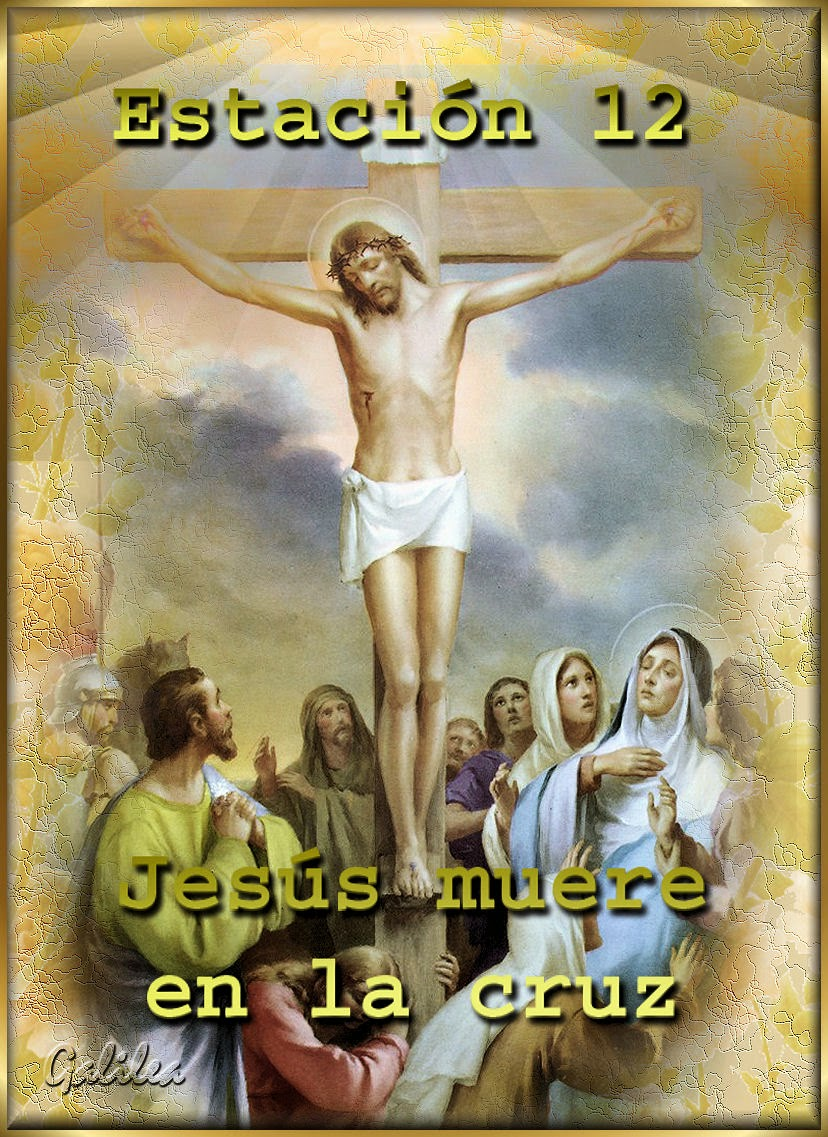 Estación 12
Jesús muere
en la cruz
Galilea